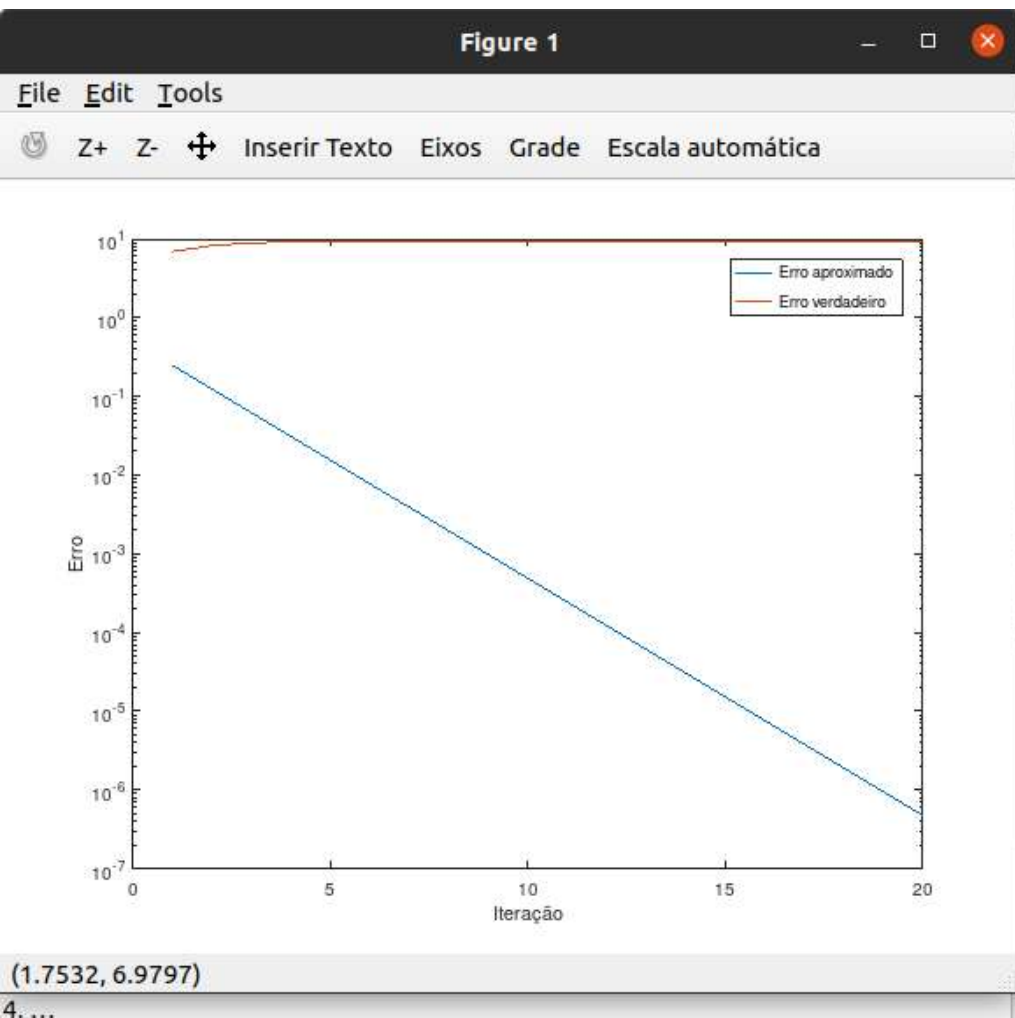 Figure 1
File Edit Tools
Z+ Z- Inserir Texto Eixos Grade Escala automática
10^1
10^0
10^-1
10^-2
10^-3
10^-4
10^-5
10^-6
10^-7
Erro
Erro aproximado
Erro verdadeiro
0 5 10 15 20
Iteração
(1.7532, 6.9797)
4. ...